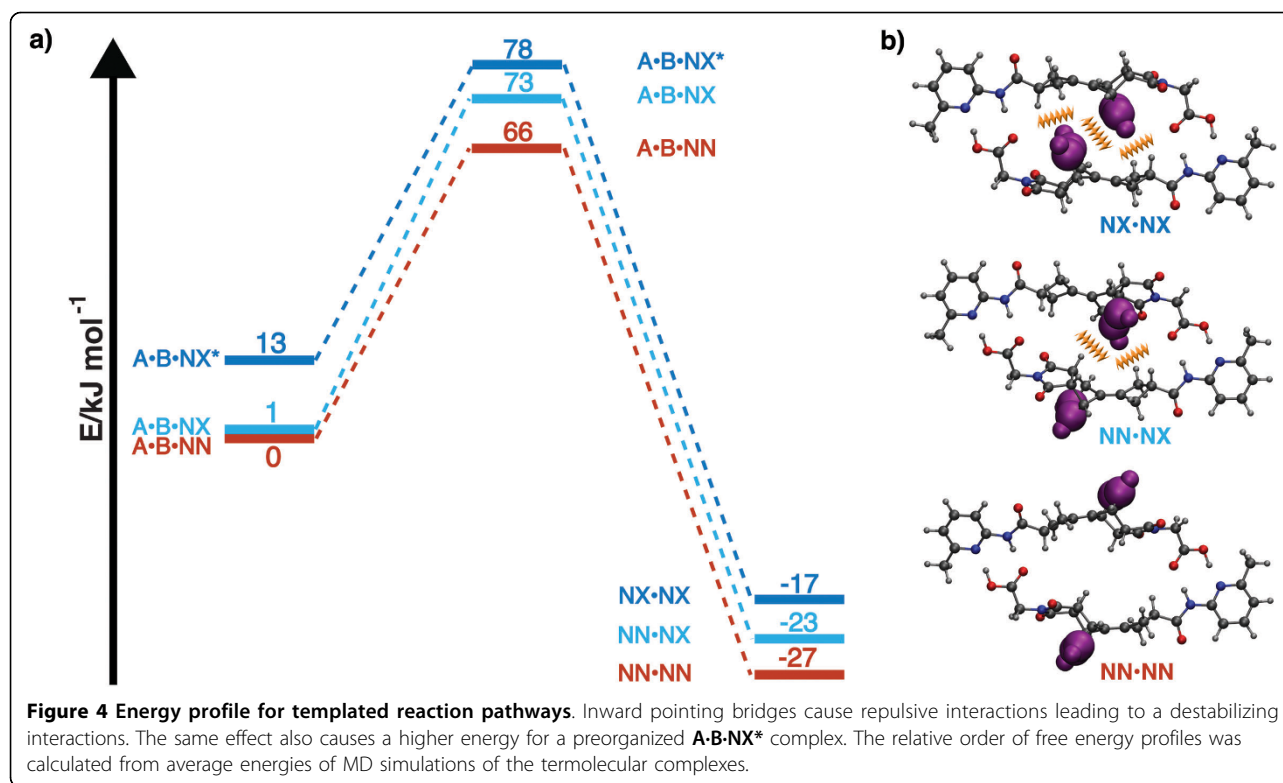 a)
E/kJ mol⁻¹
78
A•B•NX*
73
A•B•NX
66
A•B•NN
A•B•NX*
13
A•B•NX
1
A•B•NN
0
NX•NX
-17
NN•NX
-23
NN•NN
-27
b)
NX•NX
NN•NX
NN•NN
Figure 4 Energy profile for templated reaction pathways. Inward pointing bridges cause repulsive interactions leading to a destabilizing
interactions. The same effect also causes a higher energy for a preorganized A·B·NX* complex. The relative order of free energy profiles was
calculated from average energies of MD simulations of the termolecular complexes.